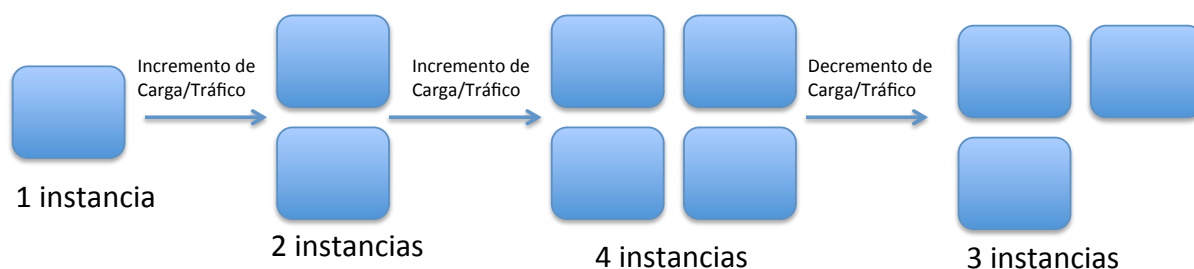 Incremento de
Carga/Tráfico
1 instancia
2 instancias
Incremento de
Carga/Tráfico
4 instancias
Decremento de
Carga/Tráfico
3 instancias